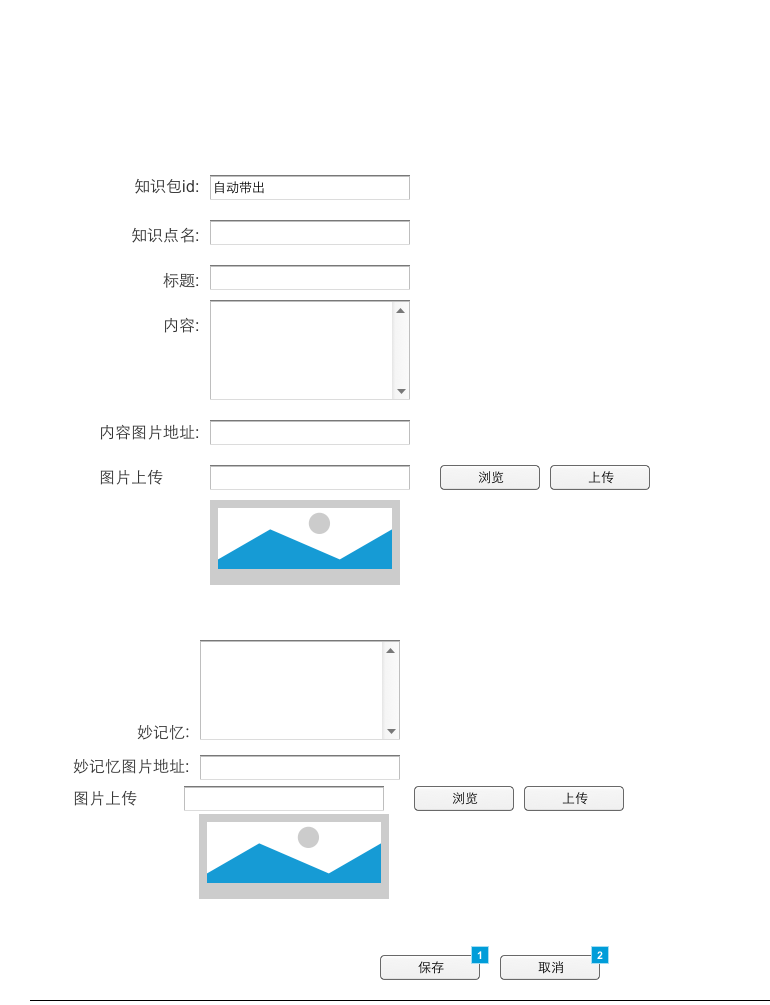 知识包id: 自动带出
知识点名:
标题:
内容:
内容图片地址:
图片上传 浏览 上传
妙记忆:
妙记忆图片地址:
图片上传 浏览 上传
保存 1 取消 2